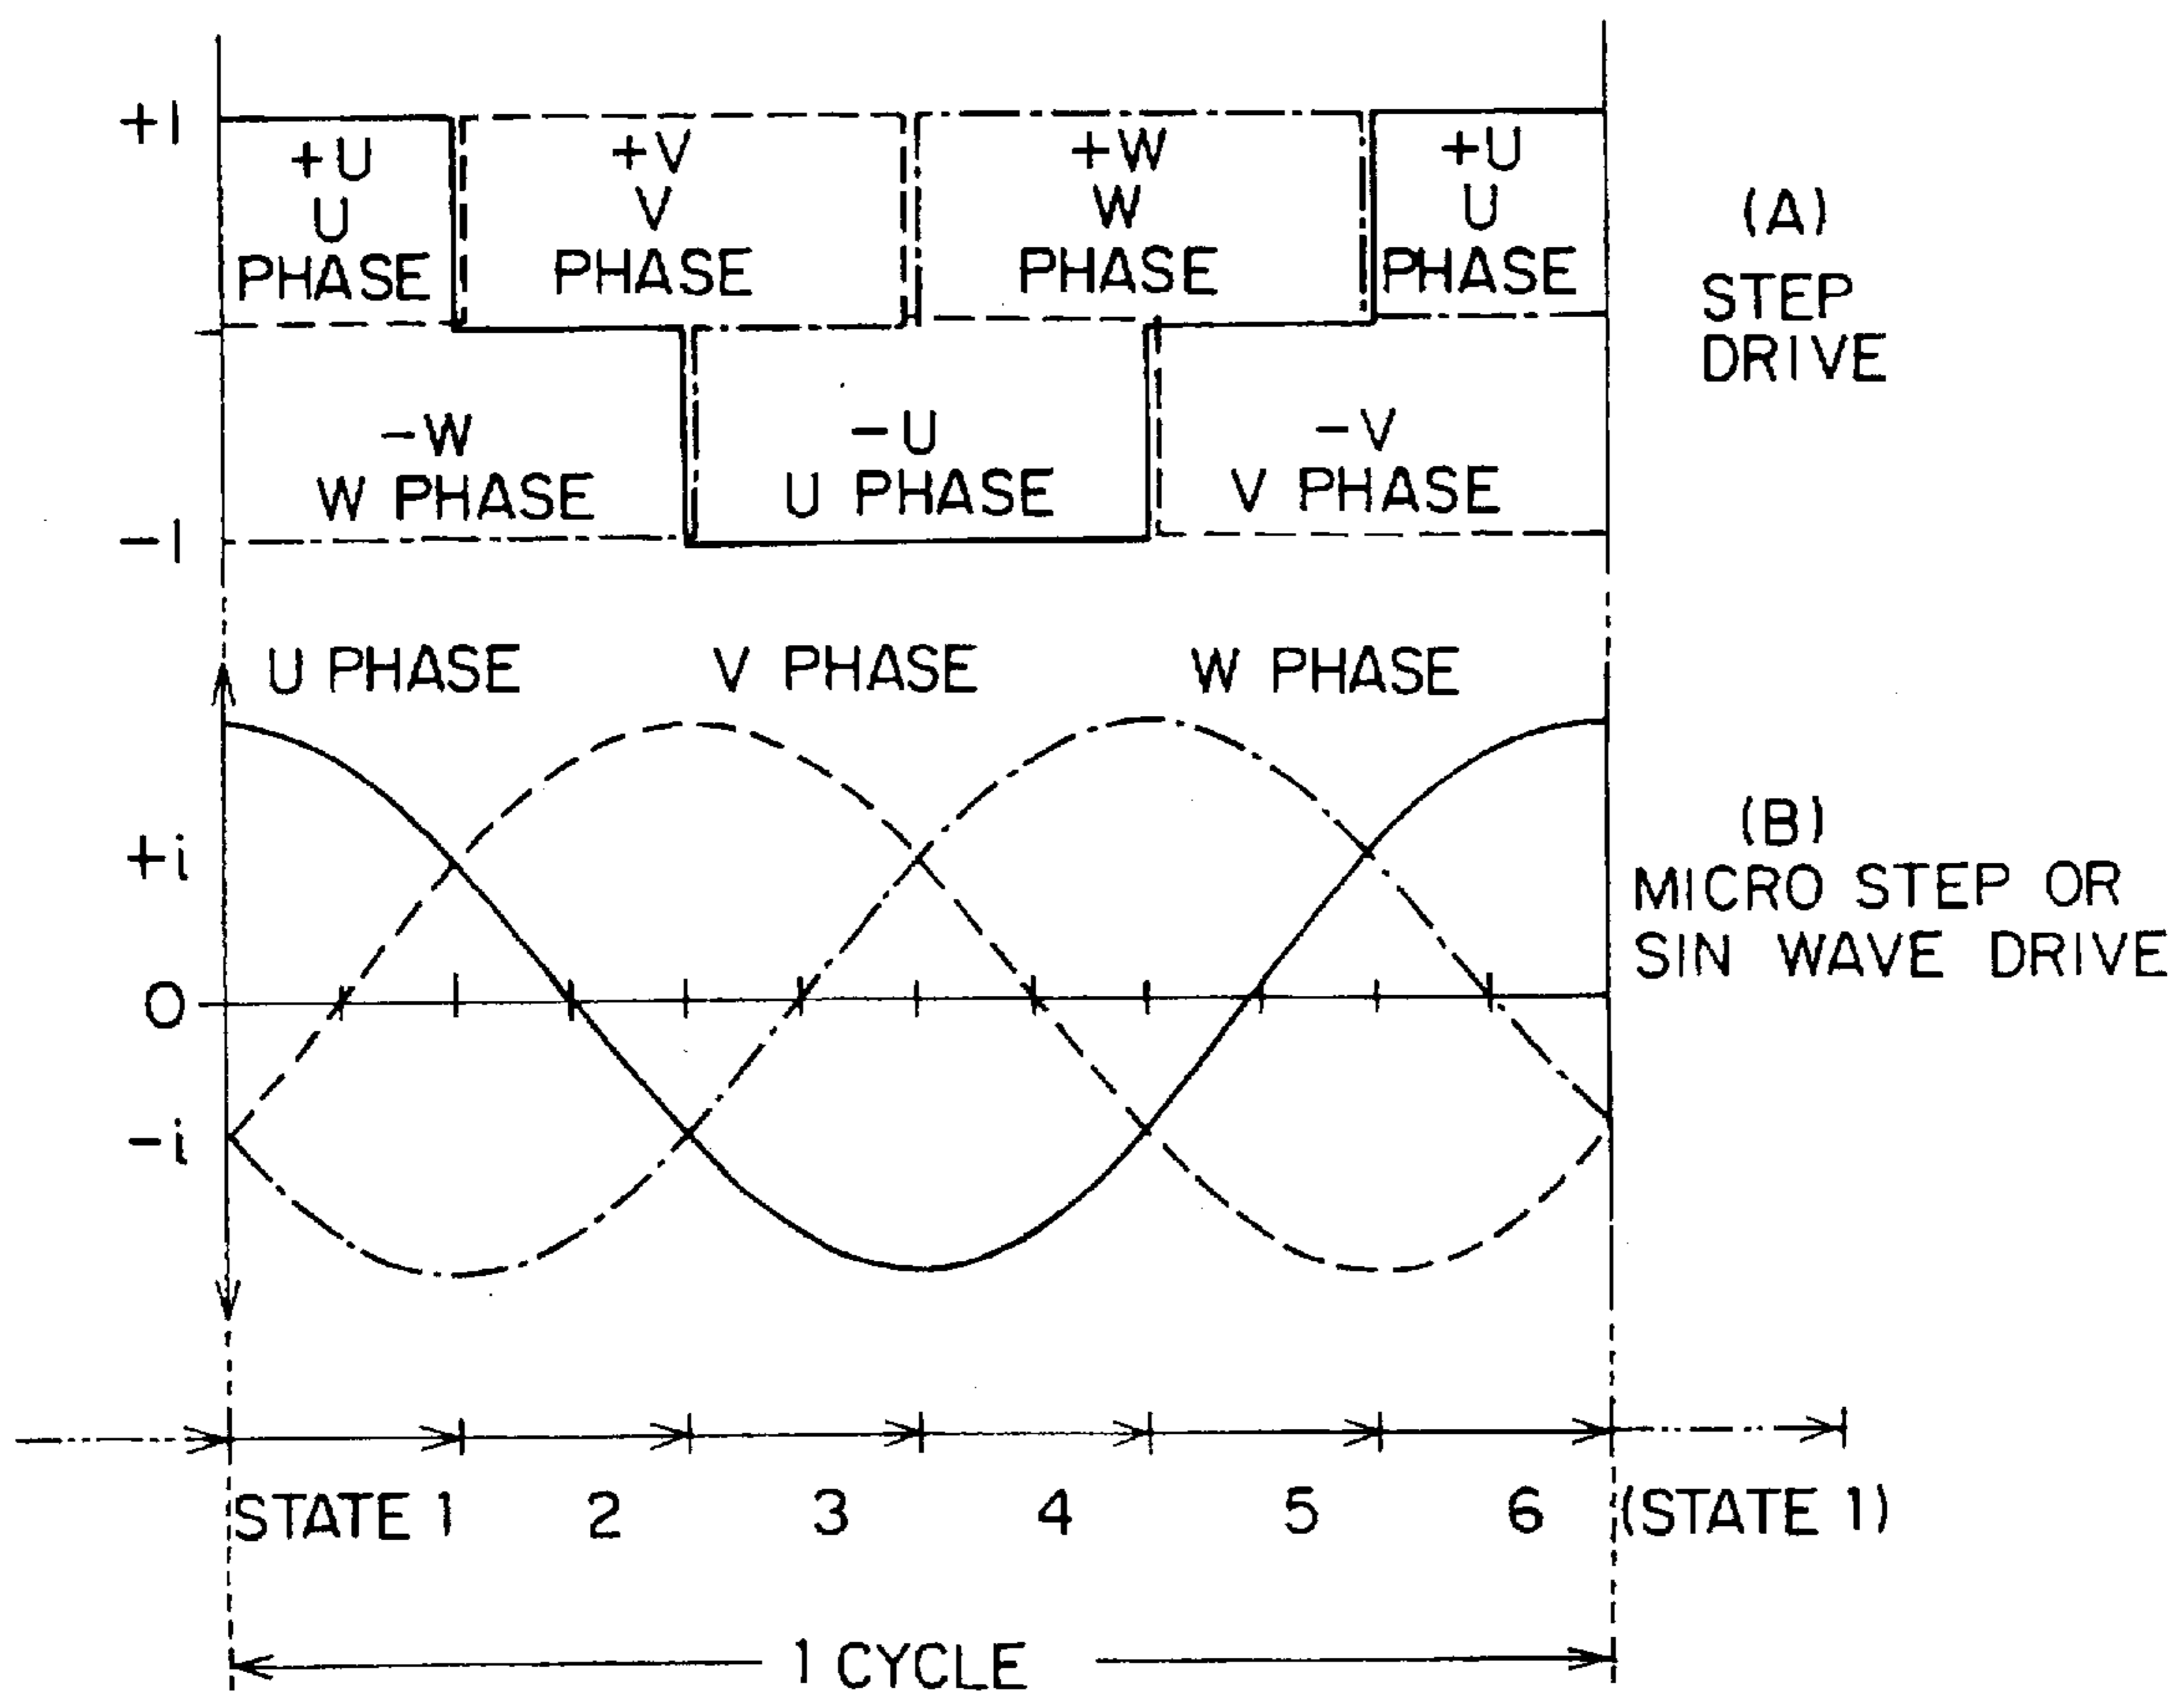 +1
+U
U
PHASE
+V
V
PHASE
+W
W
PHASE
+U
U
PHASE
(A)
STEP
DRIVE
-W
W PHASE
-U
U PHASE
-V
V PHASE
-1
U PHASE
V PHASE
W PHASE
+i
0
-i
(B)
MICRO STEP OR
SIN WAVE DRIVE
STATE 1 2 3 4 5 6 (STATE 1)
1 CYCLE